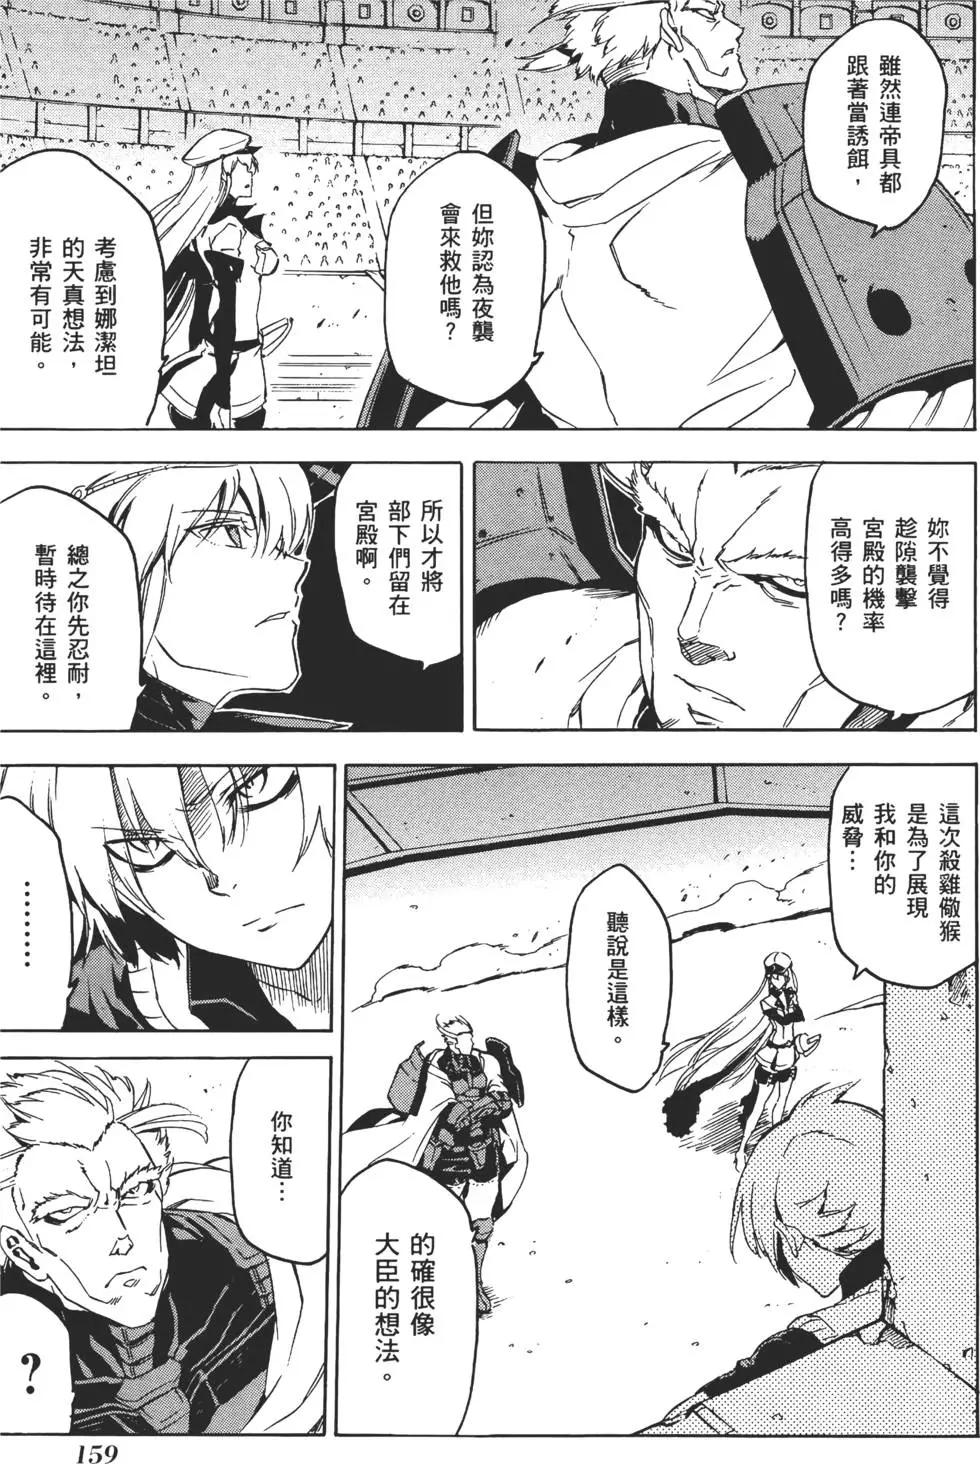 雖然連帝具都
跟著當誘餌，
但妳認為夜襲
會來救他嗎？
考慮到娜潔坦
的天真想法，
非常有可能。
妳不覺得
趁隙襲擊
宮殿的機率
高得多嗎？
所以才將
部下們留在
宮殿啊。
總之你先忍耐，
暫時待在這裡。
這次殺雞儆猴
是為了展現
我和你的
威脅…
聽說是這樣。
的確很像
大臣的想法。
………
你知道…
？
159